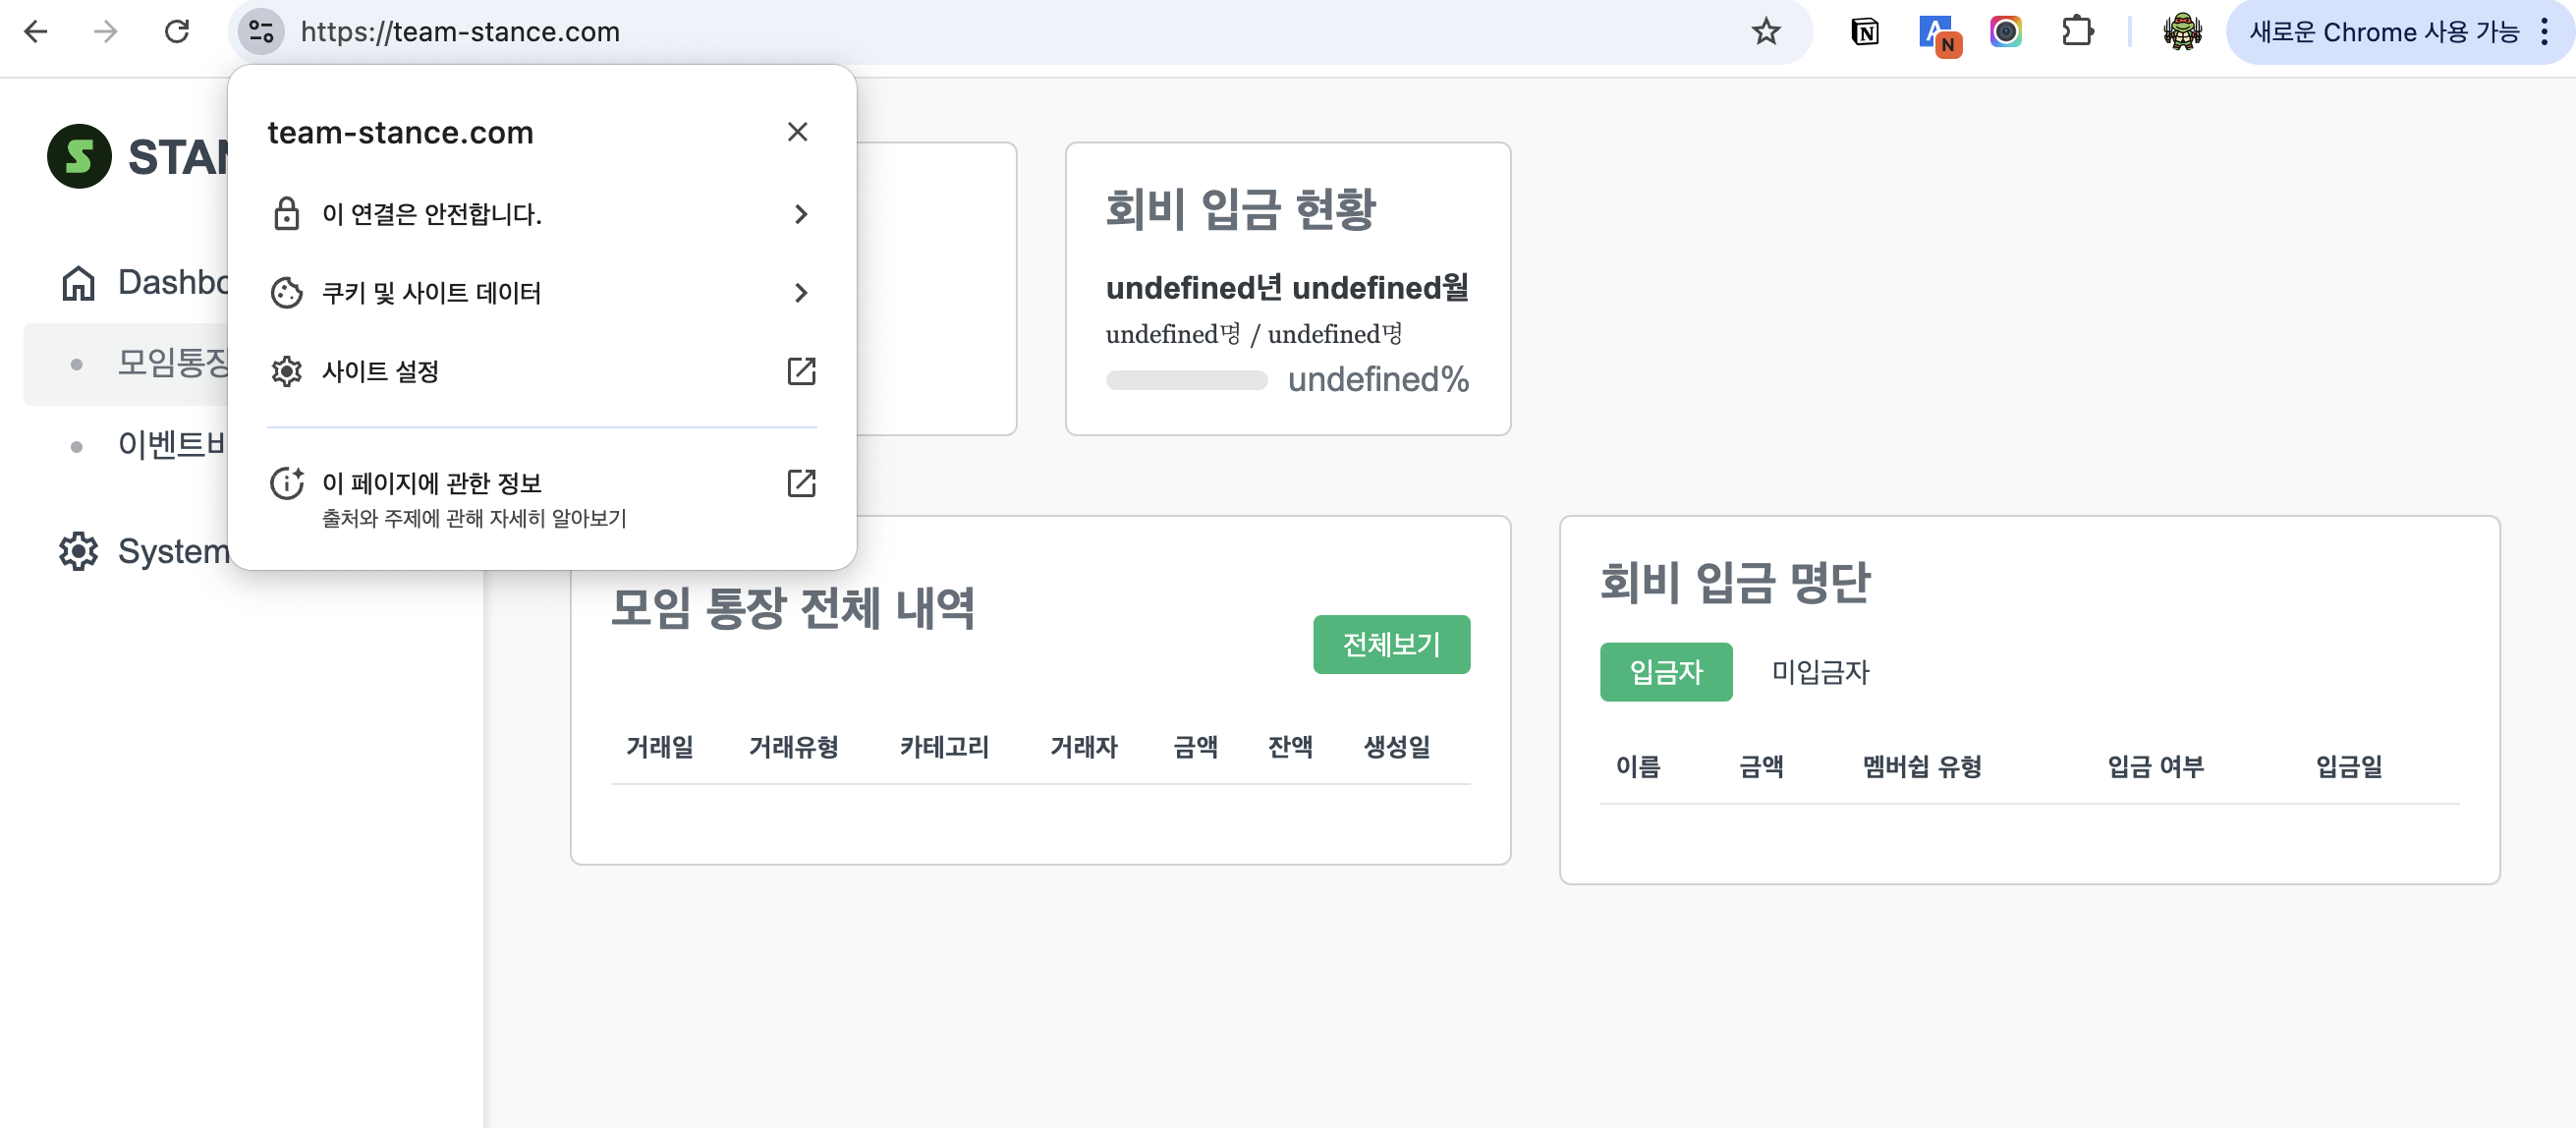 https://team-stance.com
새로운 Chrome 사용 가능
team-stance.com
이 연결은 안전합니다.
쿠키 및 사이트 데이터
사이트 설정
이 페이지에 관한 정보
출처와 주제에 관해 자세히 알아보기
모임통장
System
회비 입금 현황
undefined년 undefined월
undefined명 / undefined명
undefined%
모임 통장 전체 내역
전체보기
거래일 거래유형 카테고리 거래자 금액 잔액 생성일
회비 입금 명단
입금자 미입금자
이름 금액 멤버쉽 유형 입금 여부 입금일